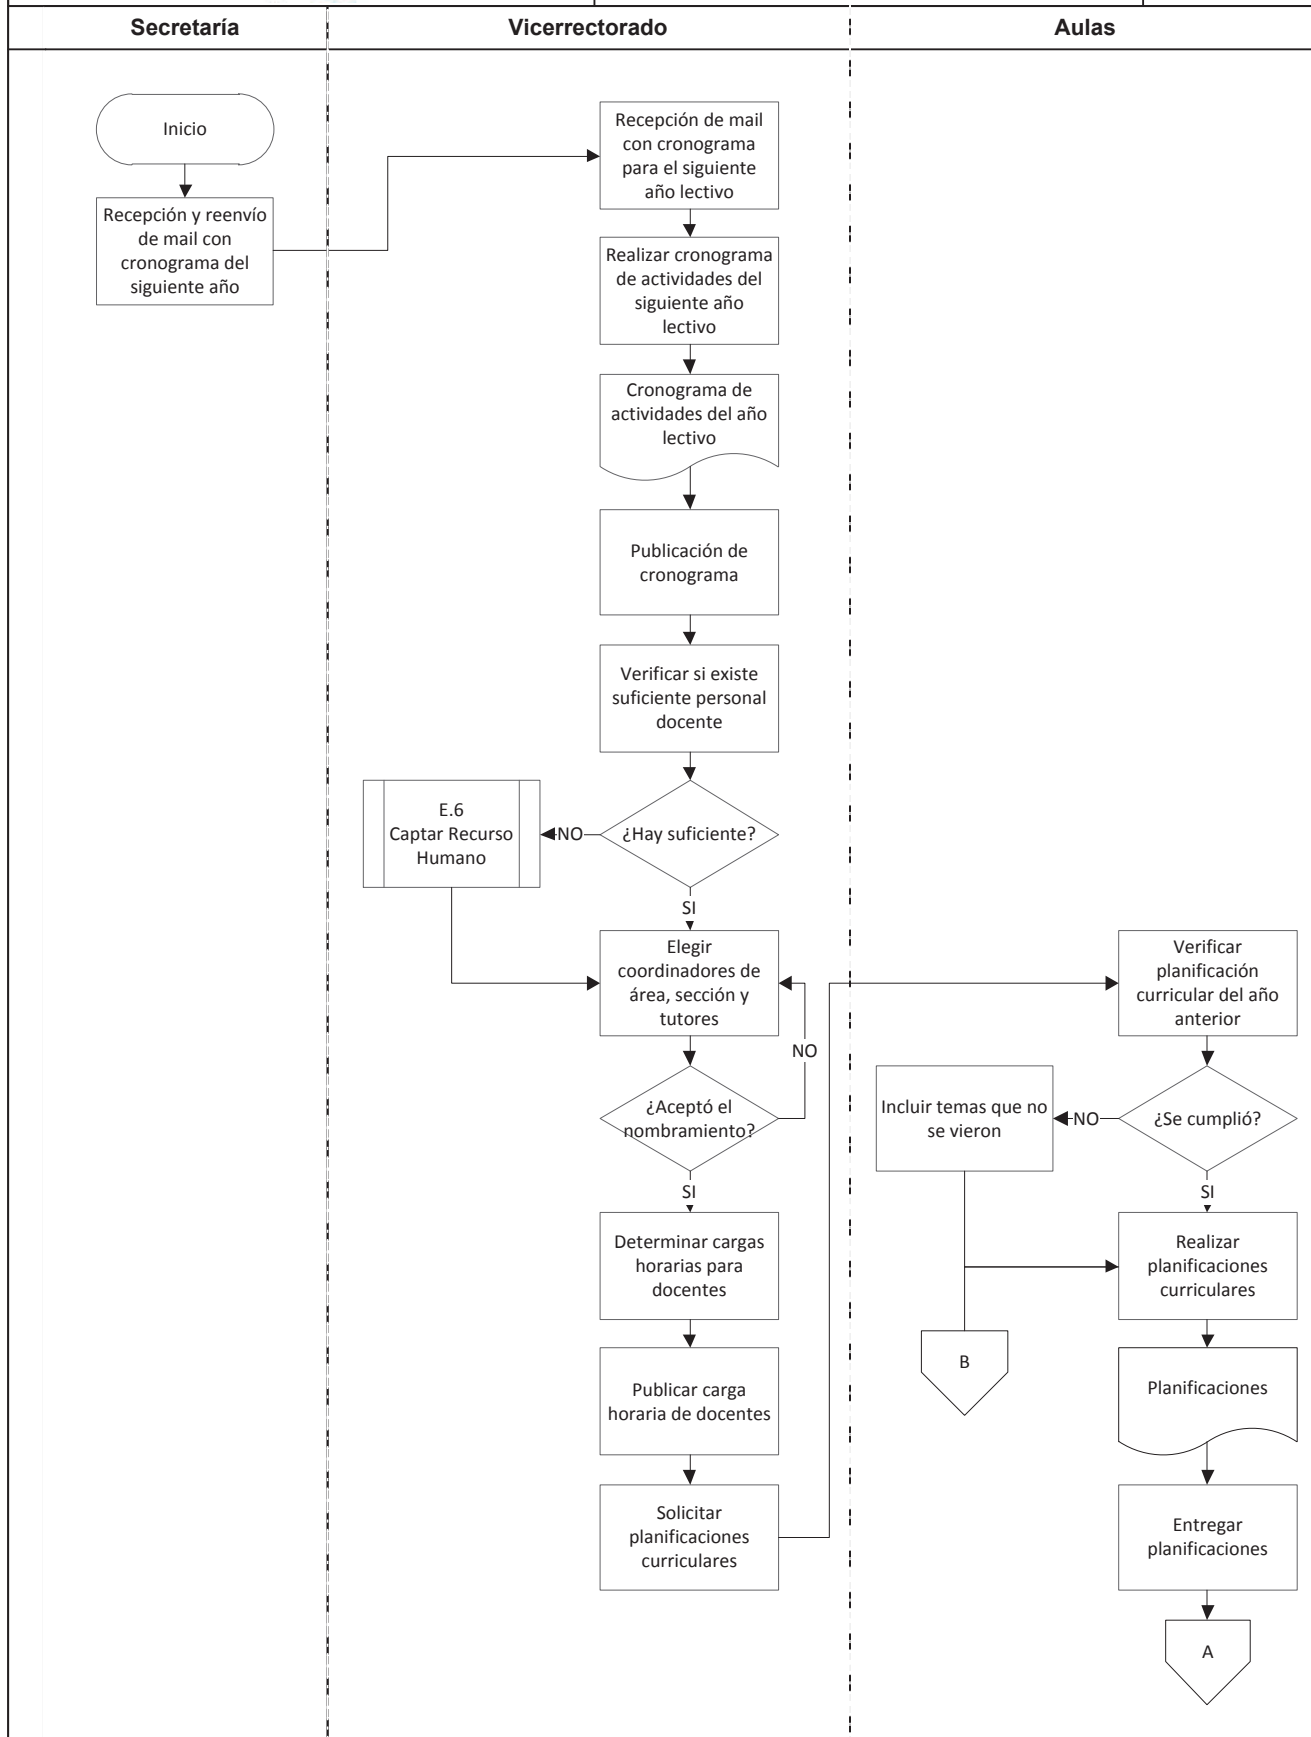 Secretaría
Vicerrectorado
Aulas
Inicio
Recepción y reenvío
de mail con
cronograma del
siguiente año
Recepción de mail
con cronograma
para el siguiente
año lectivo
Realizar cronograma
de actividades del
siguiente año
lectivo
Cronograma de
actividades del año
lectivo
Publicación de
cronograma
Verificar si existe
suficiente personal
docente
¿Hay suficiente?
NO
E.6
Captar Recurso
Humano
SI
Elegir
coordinadores de
área, sección y
tutores
NO
¿Aceptó el
nombramiento?
SI
Determinar cargas
horarias para
docentes
Publicar carga
horaria de docentes
Solicitar
planificaciones
curriculares
Verificar
planificación
curricular del año
anterior
¿Se cumplió?
NO
Incluir temas que no
se vieron
SI
Realizar
planificaciones
curriculares
B
Planificaciones
Entregar
planificaciones
A